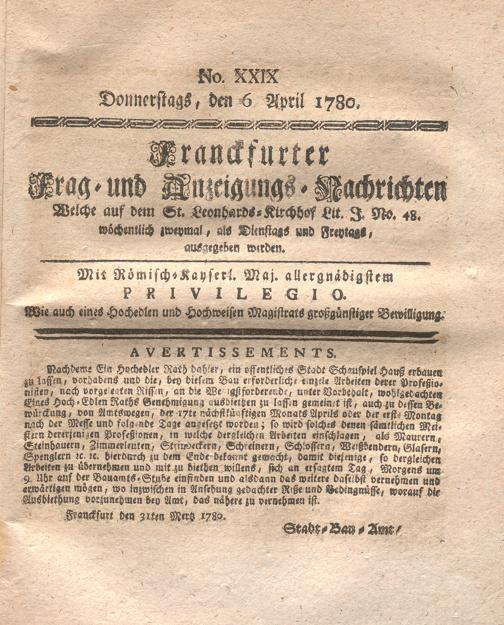 No. XXIX
Donnerstags, den 6 April 1780.
Franckfurter
Frag-und Anzeigungs-Nachrichten
Welche auf dem St. Leonhards-Kirchhof Lit. J. No. 48.
wöchentlich zweymal, als Dienstags und Freytags,
ausgegeben werden.
Mit Römisch-Kayserl. Maj. allergnädigstem
PRIVILEGIO.
Wie auch eines Hochedlen und Hochweisen Magistrats großgünstiger Bewilligung.
AVERTISSEMENTS.
Nachdeme Ein Hochedler Rath dahier, ein offentliches Stadt Schauspiel Hauß erbauen
zu lassen, vorhabens und die, bey diesem Bau erforderliche einzele Arbeiten derer Professio-
nisten, nach vorgelegten Rissen, an die Wenigstfordernde, unter Vorbehalt, wohlgedachten
Eines Hoch-Edlen Raths Genehmigung ausbiethen zu lassen gemeint ist, auch zu dessen Be-
würckung, von Amtswegen, der 17te nächstkünftigen Monats Aprils oder der erste Montag
nach der Messe und folgende Tage angesetzt worden; so wird solches denen sämtlichen Mei-
stern derenjenigen Professionen, in welche dergleichen Arbeiten einschlagen, als Maurern,
Steinhauern, Zimmerleuten, Steindeckern, Schreinern, Schlossern, Weißbendern, Glasern,
Spenglern ꝛc. ꝛc. hierdurch zu dem Ende bekannt gemacht, damit diejenige, so dergleichen
Arbeiten zu übernehmen und mit zu biethen willens, sich an ersagten Tag, Morgens um
9. Uhr auf der Bauamts-Stube einfinden und alsdann das weitere daselbst vernehmen und
erwärtigen mögen, wo inzwischen in Ansehung gedachter Risse und Bedingnüsse, worauf die
Ausbiethung vorzunehmen bey Amt, das nähere zu vernehmen ist.
Franckfurt den 31ten Mertz 1780.
Stadt-Bau-Amt